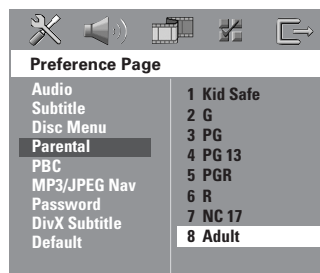 Preference Page
Audio
Subtitle
Disc Menu
Parental
PBC
MP3/JPEG Nav
Password
DivX Subtitle
Default
1 Kid Safe
2 G
3 PG
4 PG 13
5 PGR
6 R
7 NC 17
8 Adult